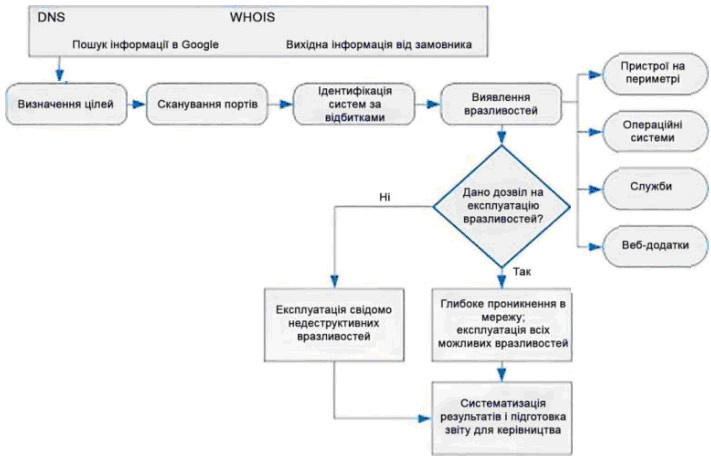 DNS WHOIS
Пошук інформації в Google Вихідна інформація від замовника
Визначення цілей
Сканування портів
Ідентифікація
систем за
відбитками
Виявлення
вразливостей
Пристрої на
периметрі
Операційні
системи
Служби
Веб-додатки
Дано дозвіл на
експлуатацію
вразливостей?
Ні
Так
Експлуатація свідомо
недеструктивних
вразливостей
Глибоке проникнення в
мережу;
експлуатація всіх
можливих вразливостей
Систематизація
результатів і підготовка
звіту для керівництва